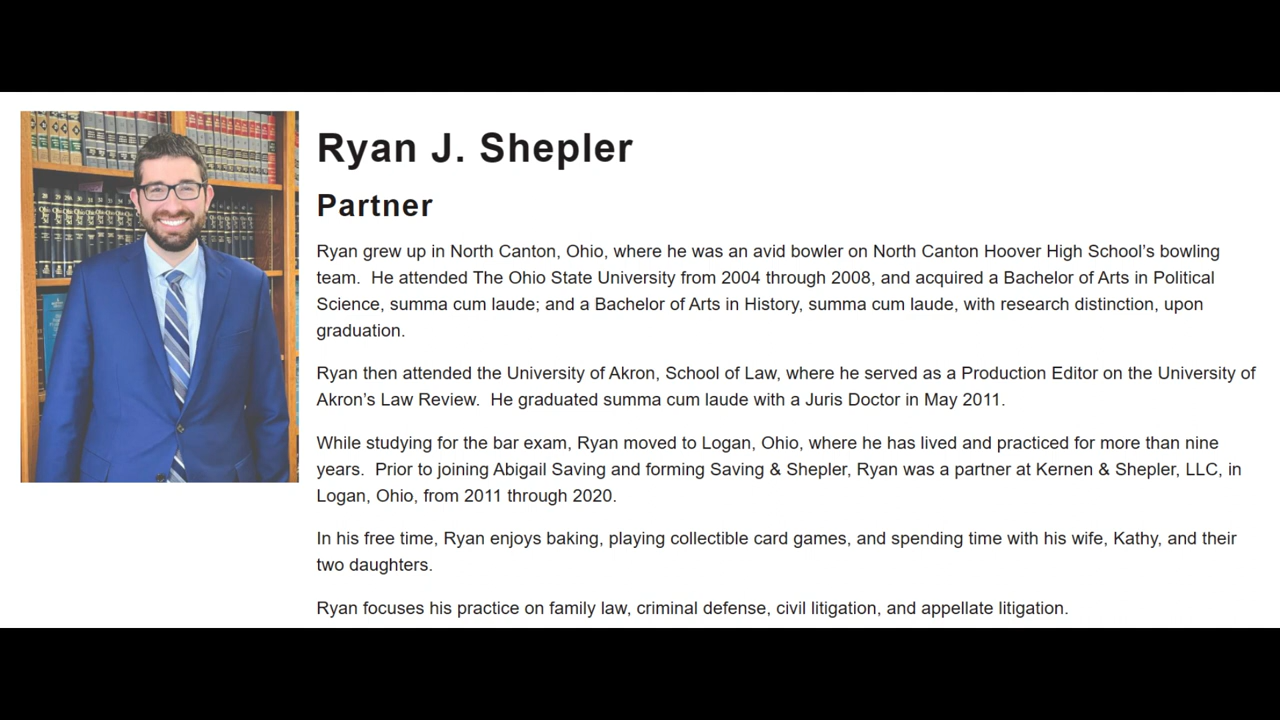 Ryan J. Shepler
Partner
Ryan grew up in North Canton, Ohio, where he was an avid bowler on North Canton Hoover High School’s bowling
team.  He attended The Ohio State University from 2004 through 2008, and acquired a Bachelor of Arts in Political
Science, summa cum laude; and a Bachelor of Arts in History, summa cum laude, with research distinction, upon
graduation.
Ryan then attended the University of Akron, School of Law, where he served as a Production Editor on the University of
Akron’s Law Review.  He graduated summa cum laude with a Juris Doctor in May 2011.
While studying for the bar exam, Ryan moved to Logan, Ohio, where he has lived and practiced for more than nine
years.  Prior to joining Abigail Saving and forming Saving & Shepler, Ryan was a partner at Kernen & Shepler, LLC, in
Logan, Ohio, from 2011 through 2020.
In his free time, Ryan enjoys baking, playing collectible card games, and spending time with his wife, Kathy, and their
two daughters.
Ryan focuses his practice on family law, criminal defense, civil litigation, and appellate litigation.